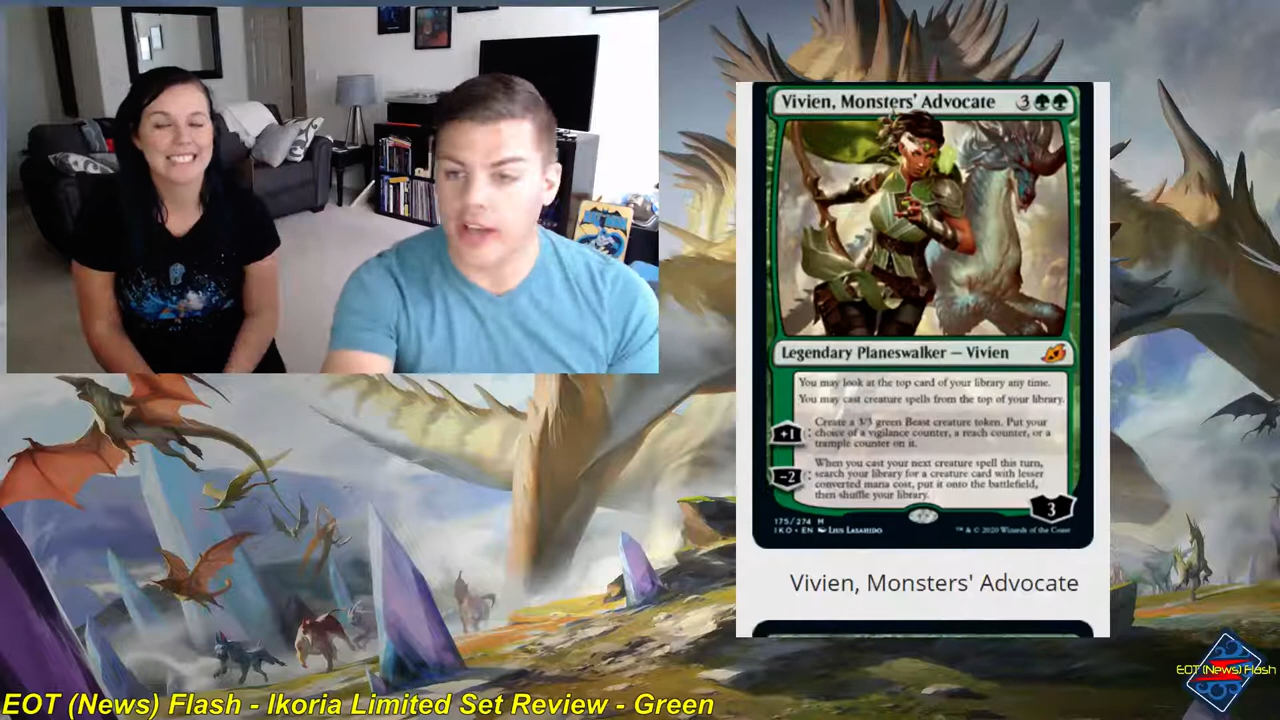 Vivien, Monsters' Advocate 3
Legendary Planeswalker — Vivien
You may look at the top card of your library any time.
You may cast creature spells from the top of your library.
+1: Create a 3/3 green Beast creature token. Put your
choice of a vigilance counter, a reach counter, or a
trample counter on it.
-2: When you cast your next creature spell this turn,
search your library for a creature card with lesser
converted mana cost, put it onto the battlefield,
then shuffle your library.
3
175/274 M
IKO • EN Lius Lasahido
™ & © 2020 Wizards of the Coast
Vivien, Monsters' Advocate
BATMAN
EOT (News) Flash
EOT (News) Flash - Ikoria Limited Set Review - Green